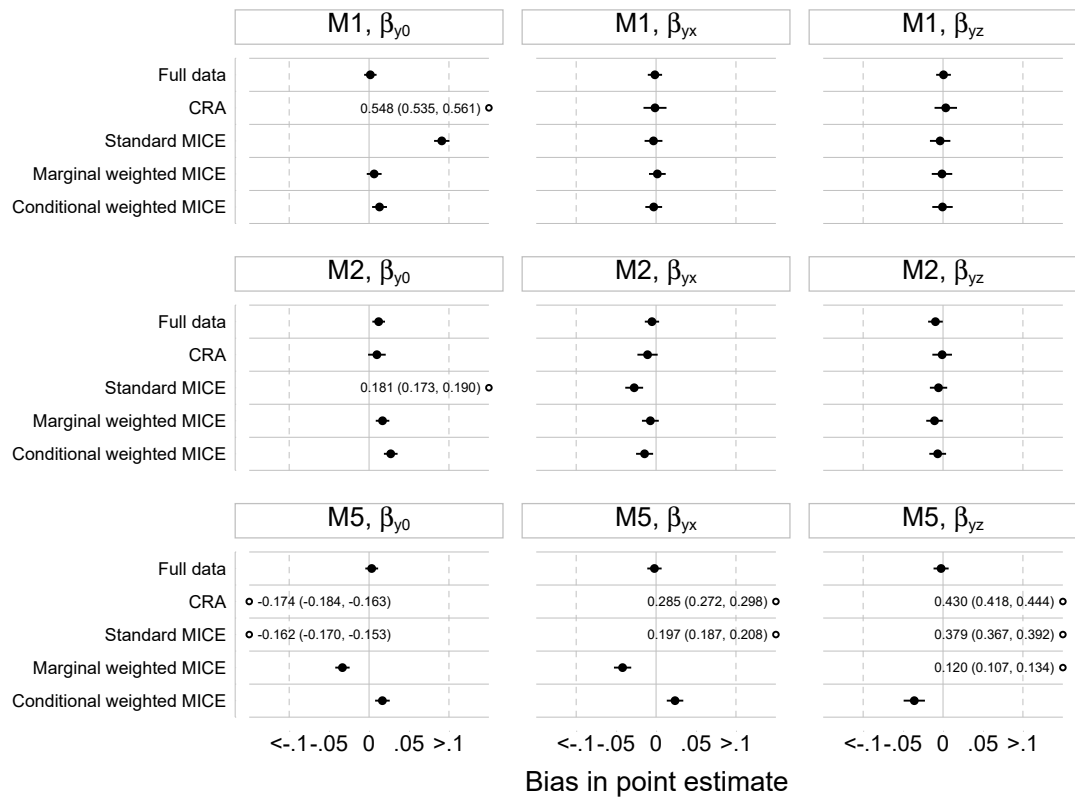 M1, βy0
M1, βyx
M1, βyz
Full data
CRA
0.548 (0.535, 0.561)
Standard MICE
Marginal weighted MICE
Conditional weighted MICE
M2, βy0
M2, βyx
M2, βyz
Full data
CRA
Standard MICE
0.181 (0.173, 0.190)
Marginal weighted MICE
Conditional weighted MICE
M5, βy0
M5, βyx
M5, βyz
Full data
CRA
-0.174 (-0.184, -0.163)
0.285 (0.272, 0.298)
0.430 (0.418, 0.444)
Standard MICE
-0.162 (-0.170, -0.153)
0.197 (0.187, 0.208)
0.379 (0.367, 0.392)
Marginal weighted MICE
0.120 (0.107, 0.134)
Conditional weighted MICE
<-.1 -.05 0 .05 >.1
<-.1 -.05 0 .05 >.1
<-.1 -.05 0 .05 >.1
Bias in point estimate